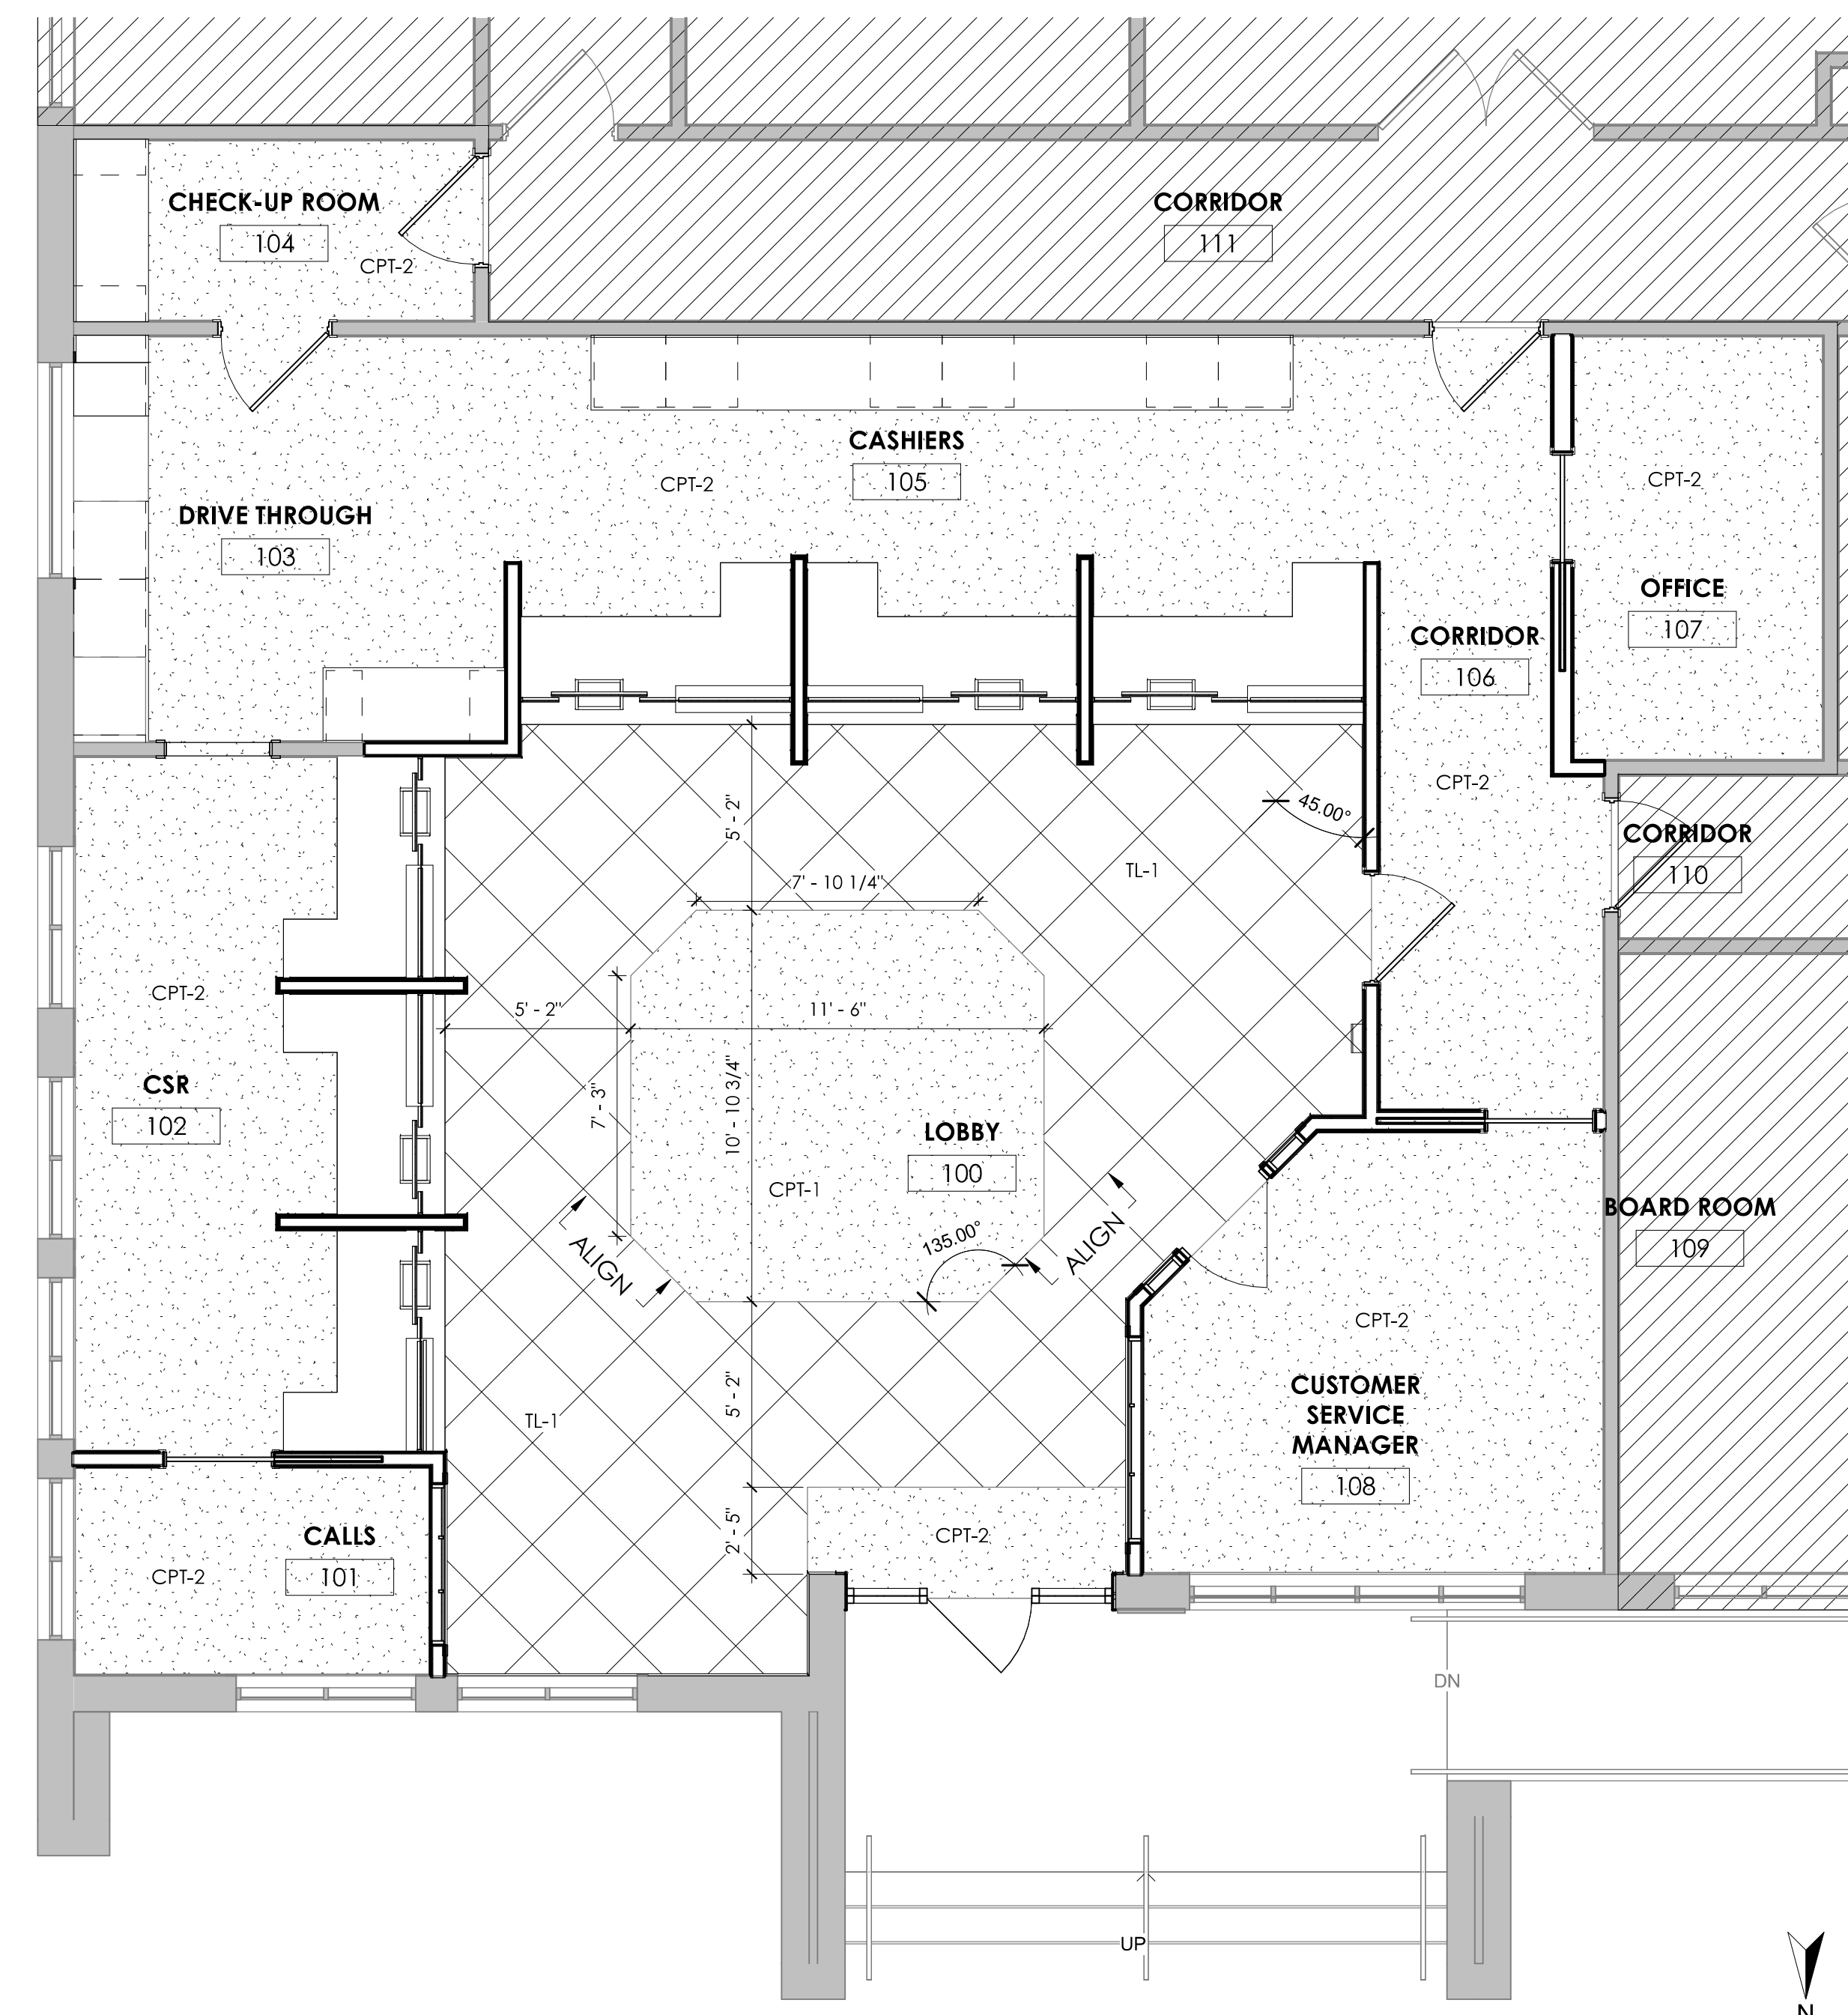 CHECK-UP ROOM
104
CPT-2
CORRIDOR
111
CASHIERS
105
CPT-2
DRIVE THROUGH
103
CPT-2
OFFICE
107
CORRIDOR
106
CPT-2
CORRIDOR
110
5' - 2"
45.00°
TL-1
7' - 10 1/4"
CPT-2
CSR
102
5' - 2"
11' - 6"
7' - 3"
10' - 10 3/4"
LOBBY
100
CPT-1
ALIGN
135.00°
ALIGN
BOARD ROOM
109
CPT-2
CUSTOMER
SERVICE
MANAGER
108
5' - 2"
TL-1
2' - 5"
CPT-2
CALLS
101
CPT-2
DN
UP
N